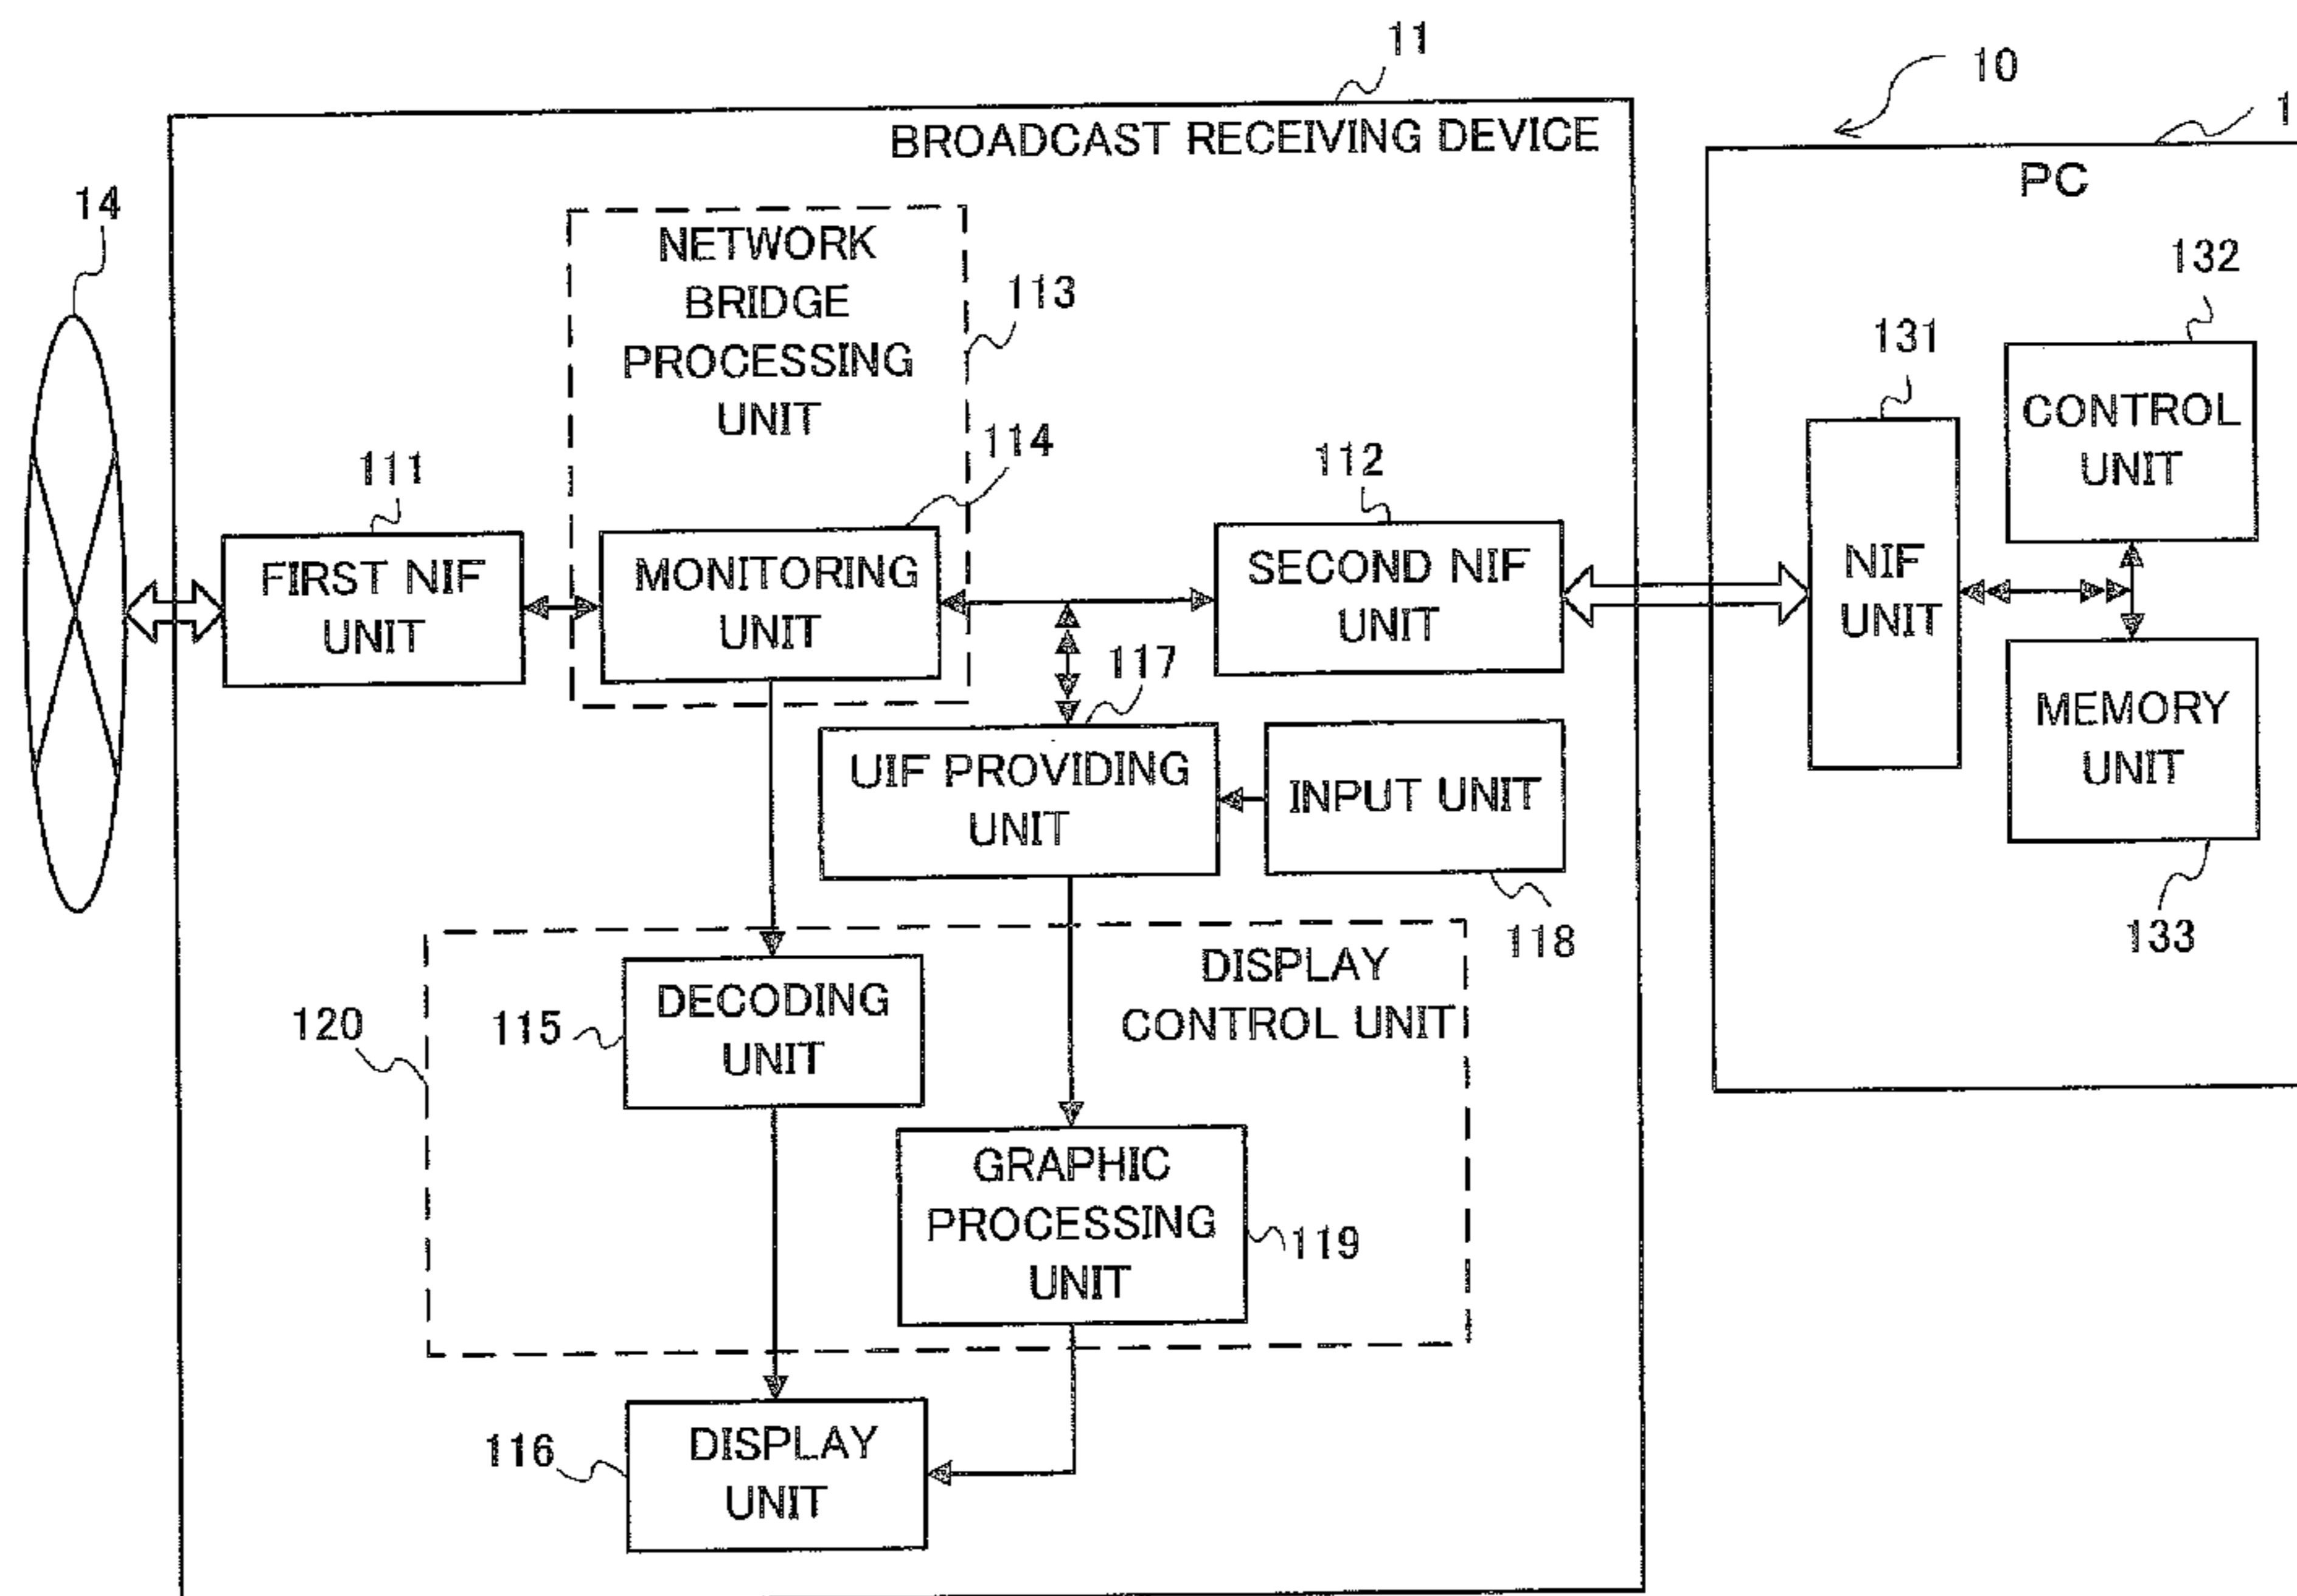 11
10
1
BROADCAST RECEIVING DEVICE
PC
14
NETWORK
BRIDGE
PROCESSING
UNIT
113
132
131
CONTROL
UNIT
114
111
112
FIRST NIF
UNIT
MONITORING
UNIT
SECOND NIF
UNIT
NIF
UNIT
117
MEMORY
UNIT
UIF PROVIDING
UNIT
INPUT UNIT
118
133
DISPLAY
CONTROL UNIT
120
115
DECODING
UNIT
GRAPHIC
PROCESSING
UNIT
119
116
DISPLAY
UNIT